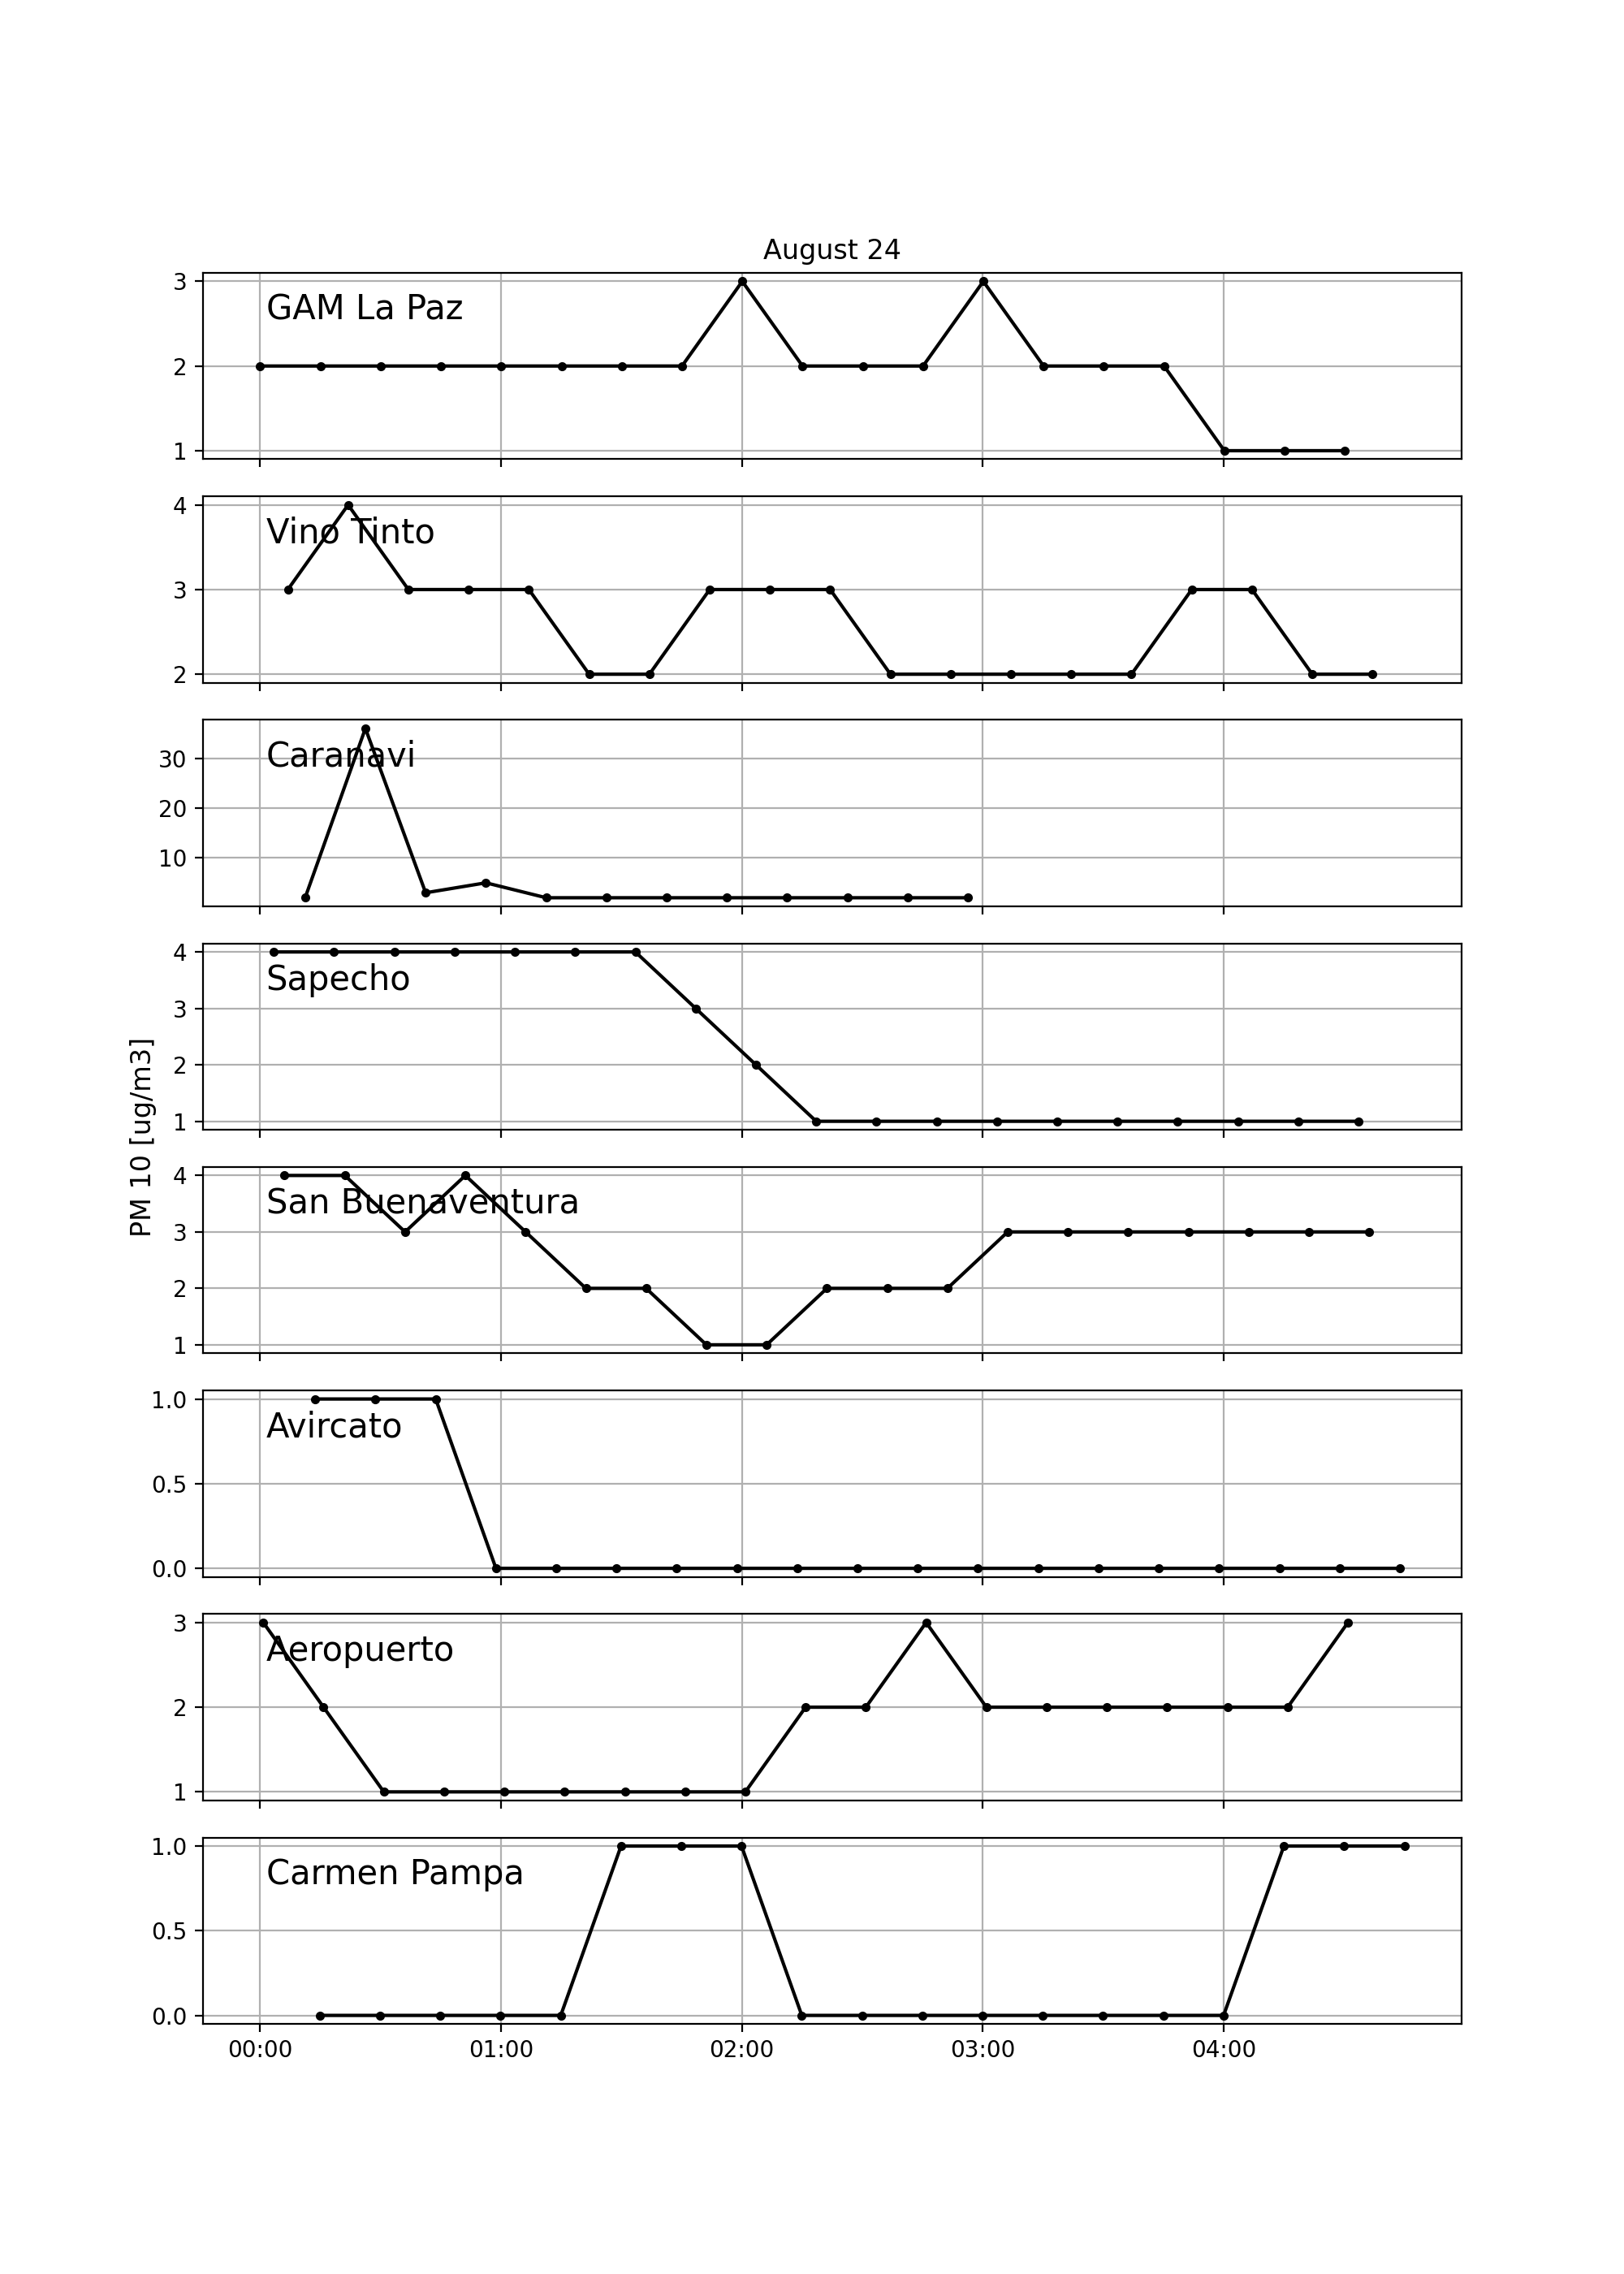 August 24
3
GAM La Paz
2
1
4
Vino Tinto
3
2
30
Caranavi
20
10
4
Sapecho
3
2
1
PM 10 [ug/m3]
4
San Buenaventura
3
2
1
1.0
Avircato
0.5
0.0
3
Aeropuerto
2
1
1.0
Carmen Pampa
0.5
0.0
00:00 01:00 02:00 03:00 04:00